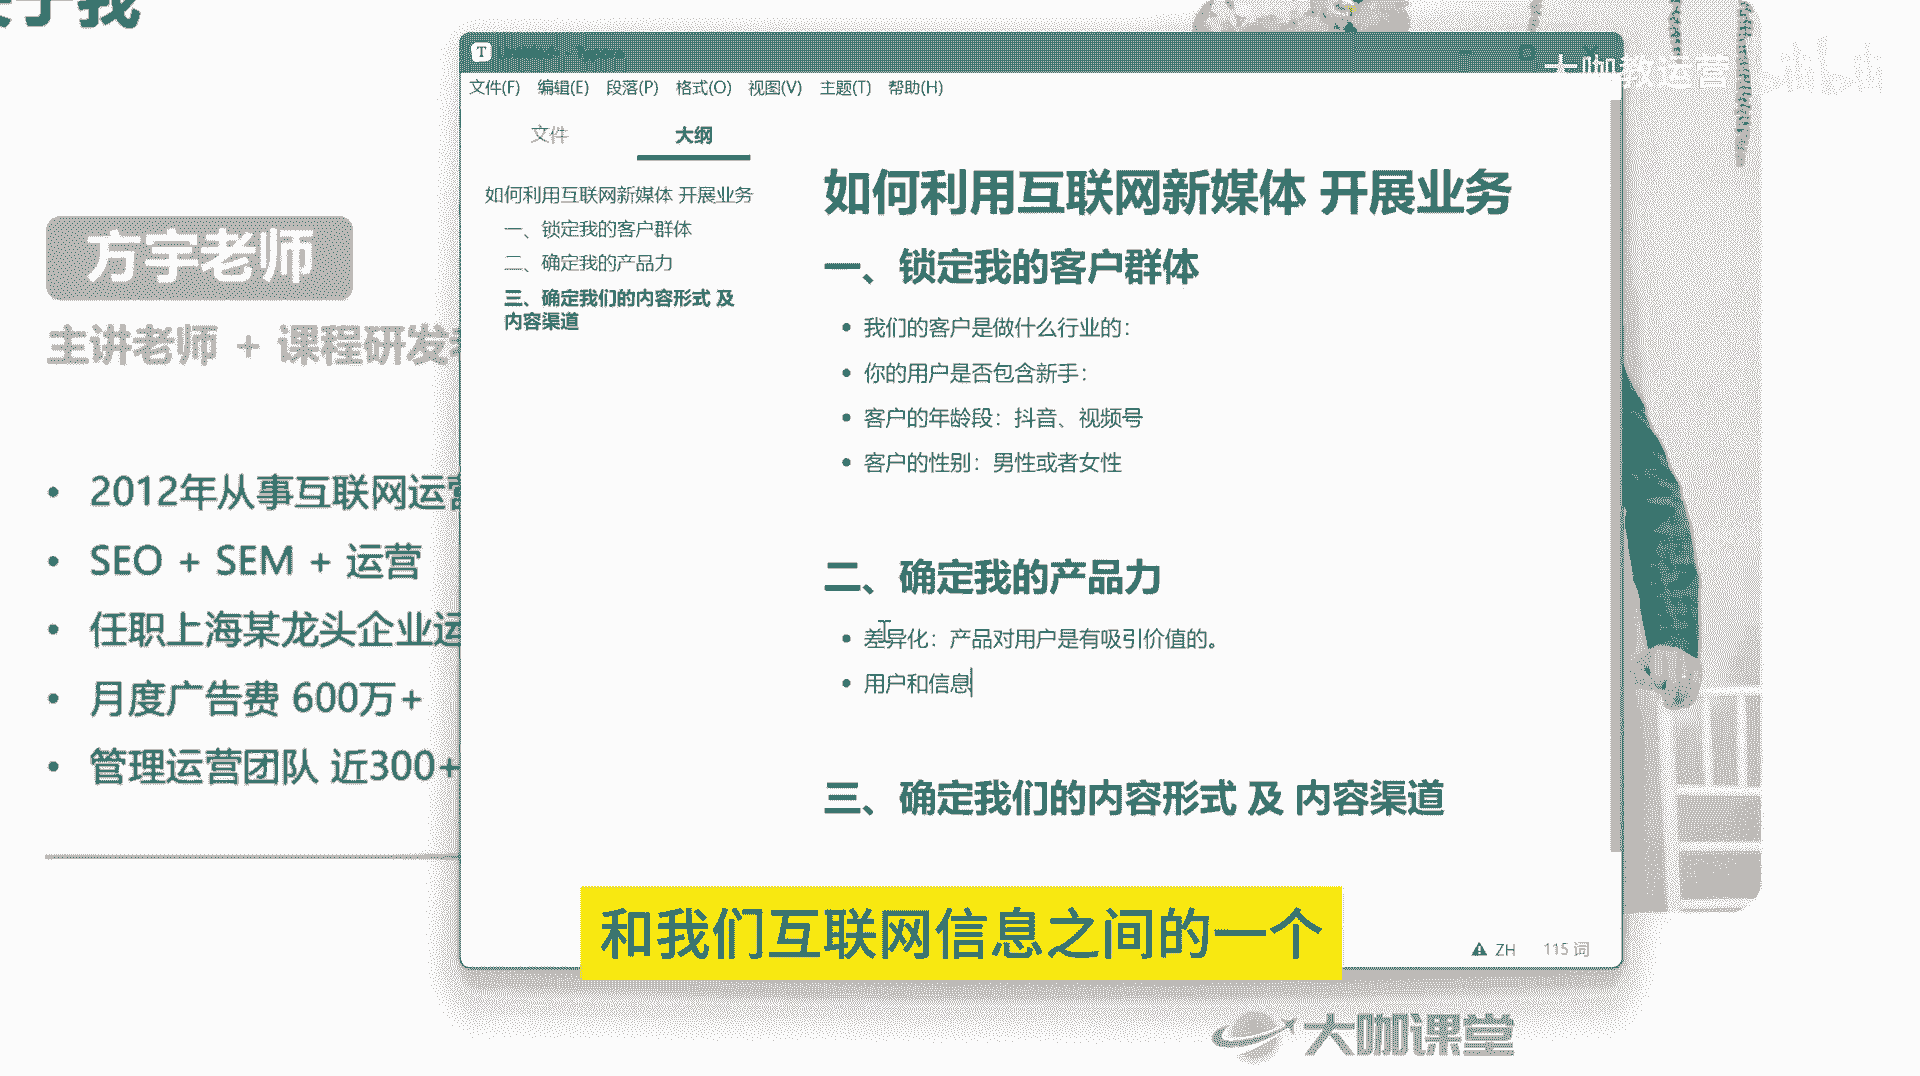 关于我
大咖教运营 bilibili
文件(F) 编辑(E) 段落(P) 格式(O) 视图(V) 主题(T) 帮助(H)
文件 大纲
如何利用互联网新媒体 开展业务
一、锁定我的客户群体
二、确定我的产品力
三、确定我们的内容形式 及
内容渠道
如何利用互联网新媒体 开展业务
一、锁定我的客户群体
我们的客户是做什么行业的：
你的用户是否包含新手：
客户的年龄段：抖音、视频号
客户的性别：男性或者女性
二、确定我的产品力
差异化：产品对用户是有吸引价值的。
用户和信息
三、确定我们的内容形式 及 内容渠道
ZH 115 词
方宇老师
主讲老师 + 课程研发
2012年从事互联网运营
SEO + SEM + 运营
任职上海某龙头企业运
月度广告费 600万+
管理运营团队 近300+
和我们互联网信息之间的一个
大咖课堂